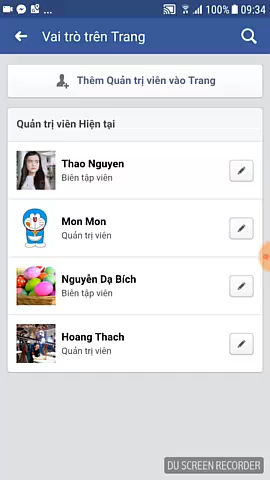 ... 100% 09:34
Vai trò trên Trang
Thêm Quản trị viên vào Trang
Quản trị viên Hiện tại
Thao Nguyen
Biên tập viên
Mon Mon
Quản trị viên
Nguyễn Dạ Bích
Biên tập viên
Hoang Thach
Quản trị viên
DU SCREEN RECORDER